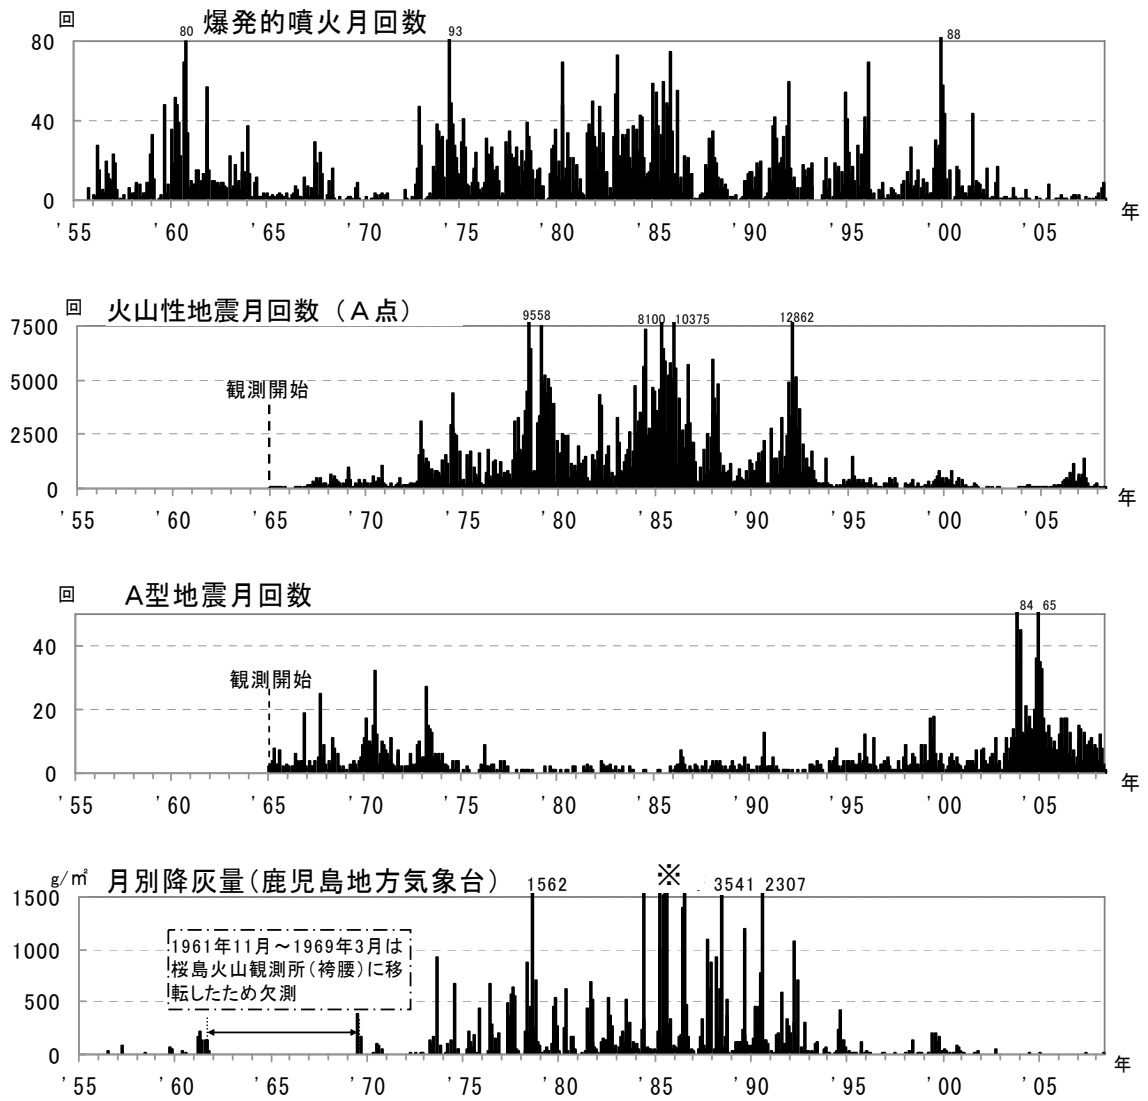 回 爆発的噴火月回数
80 93 88
80
40
0
'55 '60 '65 '70 '75 '80 '85 '90 '95 '00 '05 年
回 火山性地震月回数（A点）
9558 8100 10375 12862
7500
5000
2500
0
観測開始
'55 '60 '65 '70 '75 '80 '85 '90 '95 '00 '05 年
回 A型地震月回数
84 65
40
20
0
観測開始
'55 '60 '65 '70 '75 '80 '85 '90 '95 '00 '05 年
g/㎡ 月別降灰量(鹿児島地方気象台)
1562 ※ 3541 2307
1500
1000
500
0
1961年11月～1969年3月は
桜島火山観測所(袴腰)に移
転したため欠測
'55 '60 '65 '70 '75 '80 '85 '90 '95 '00 '05 年